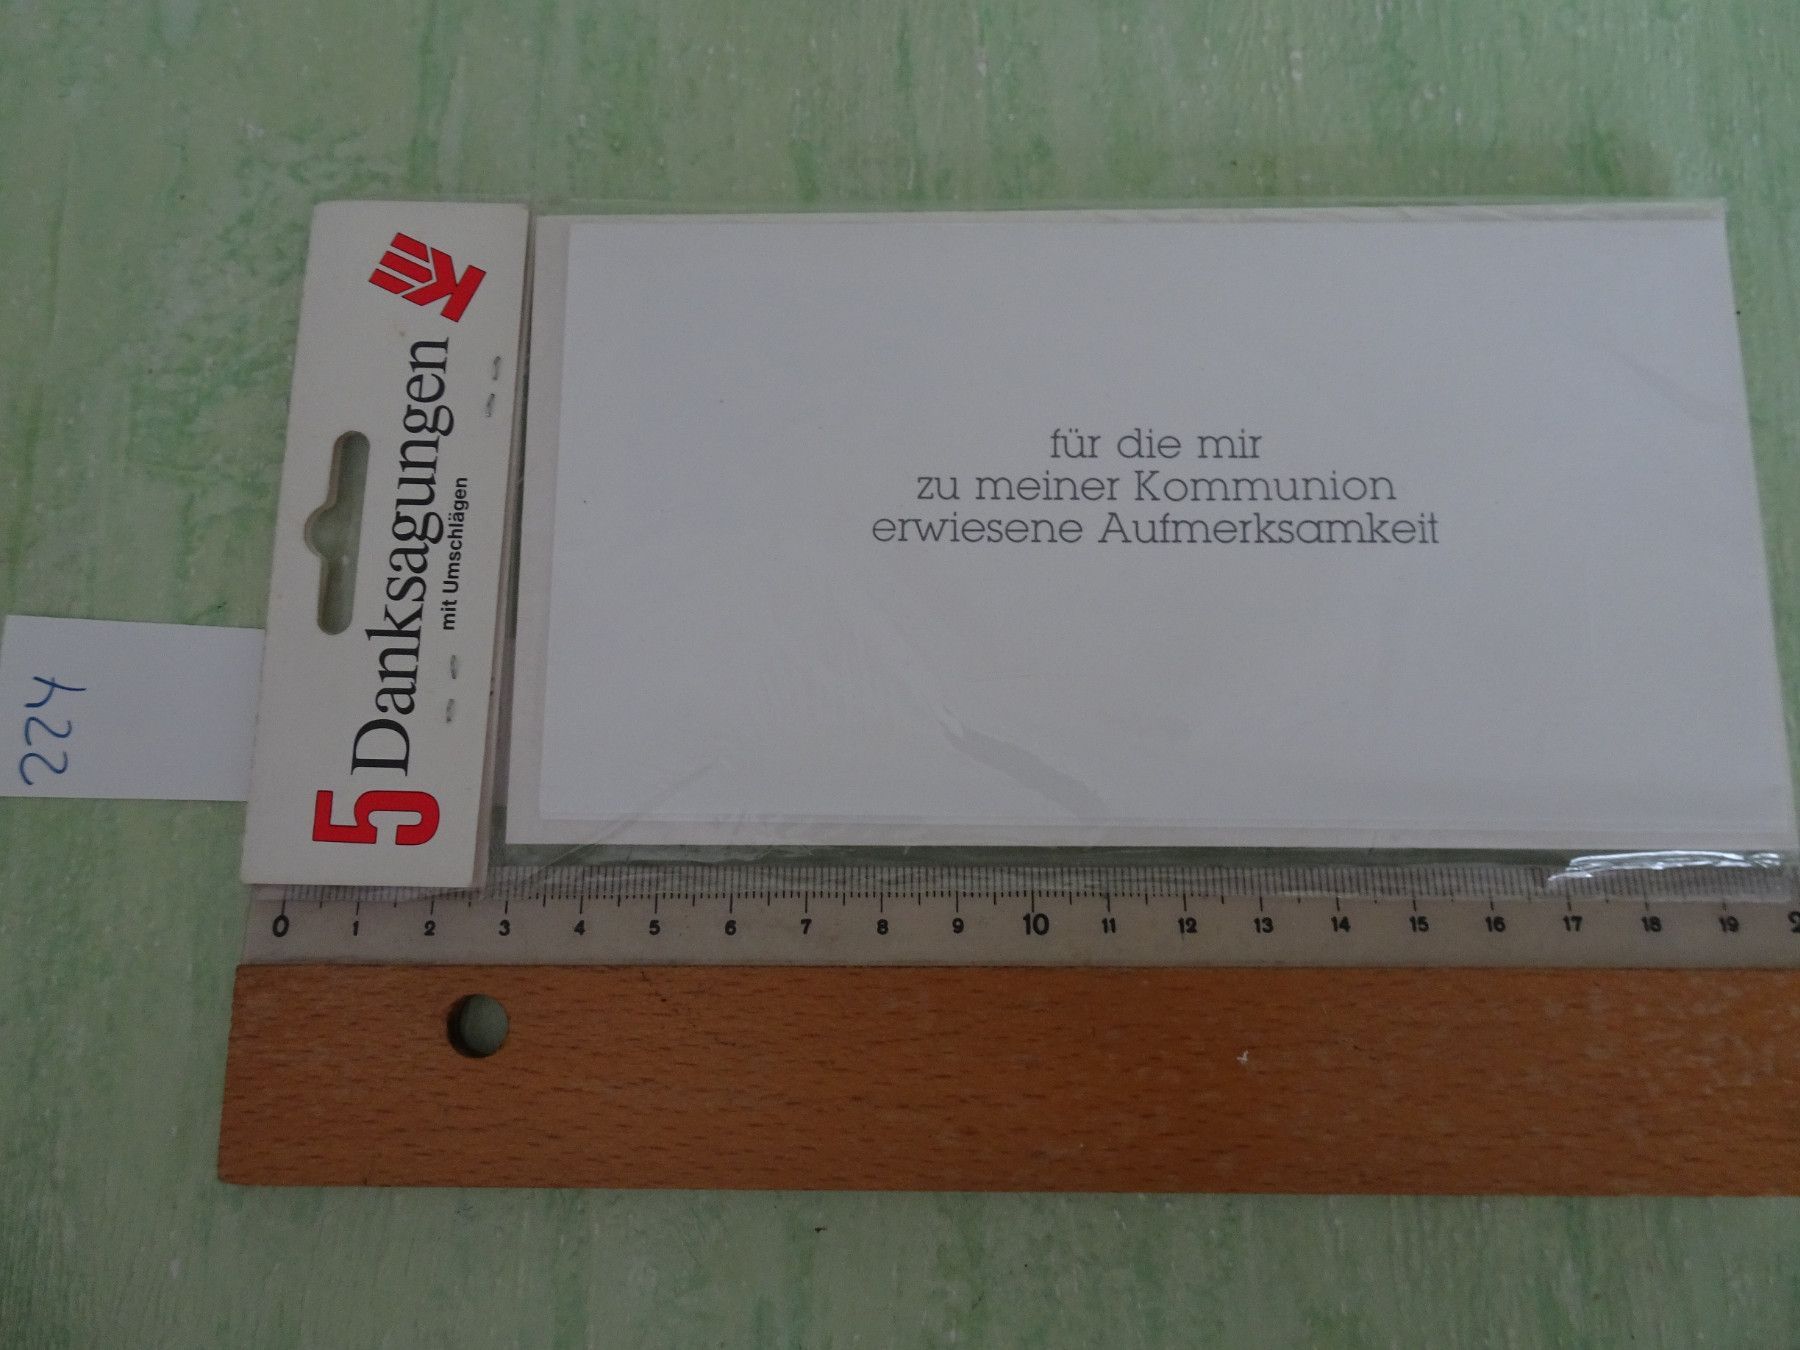 224
5 Danksagungen
mit Umschlägen
für die mir
zu meiner Kommunion
erwiesene Aufmerksamkeit
0 1 2 3 4 5 6 7 8 9 10 11 12 13 14 15 16 17 18 19